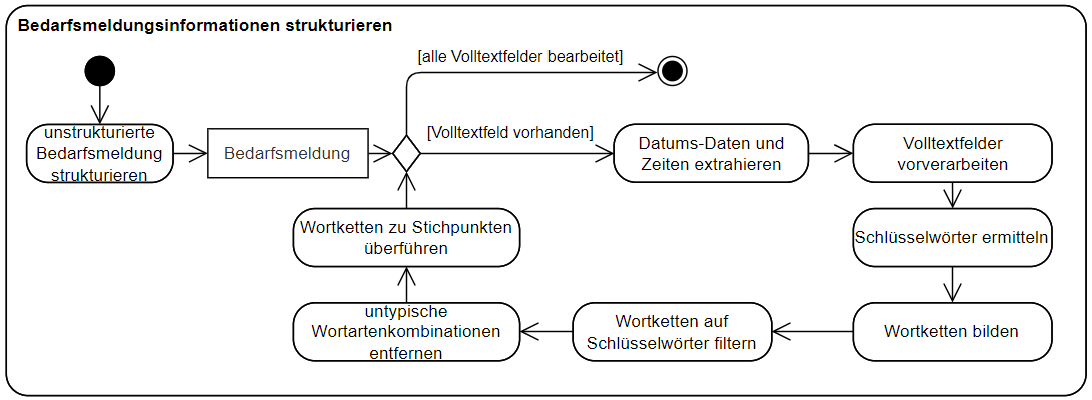 Bedarfsmeldungsinformationen strukturieren
[alle Volltextfelder bearbeitet]
unstrukturierte
Bedarfsmeldung
strukturieren
Bedarfsmeldung
[Volltextfeld vorhanden]
Datums-Daten und
Zeiten extrahieren
Volltextfelder
vorverarbeiten
Schlüsselwörter ermitteln
Wortketten bilden
Wortketten auf
Schlüsselwörter filtern
untypische
Wortartenkombinationen
entfernen
Wortketten zu Stichpunkten
überführen